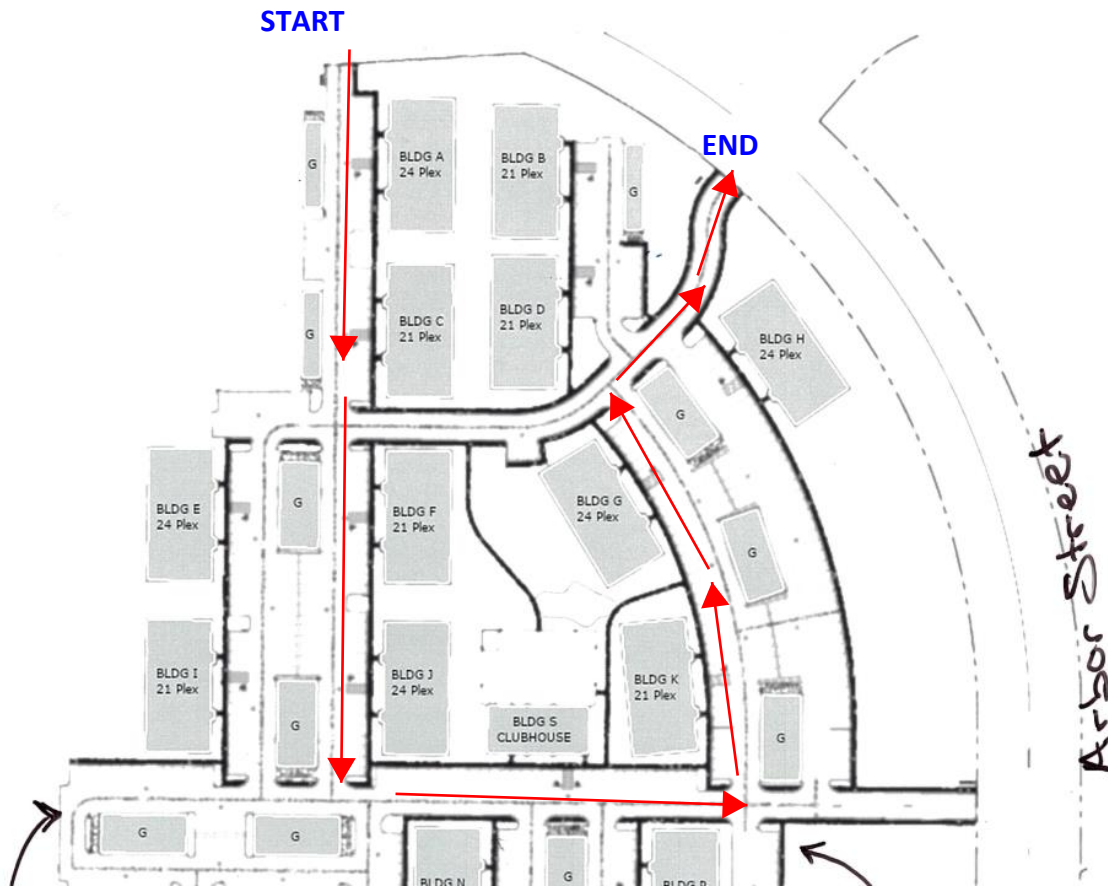 START
END
BLDG A
24 Plex
BLDG B
21 Plex
G
G
BLDG C
21 Plex
BLDG D
21 Plex
G
BLDG H
24 Plex
G
BLDG E
24 Plex
G
BLDG F
21 Plex
BLDG G
24 Plex
G
BLDG I
21 Plex
G
BLDG J
24 Plex
BLDG S
CLUBHOUSE
BLDG K
21 Plex
G
Arbor Street
G
G
BLDG N
G